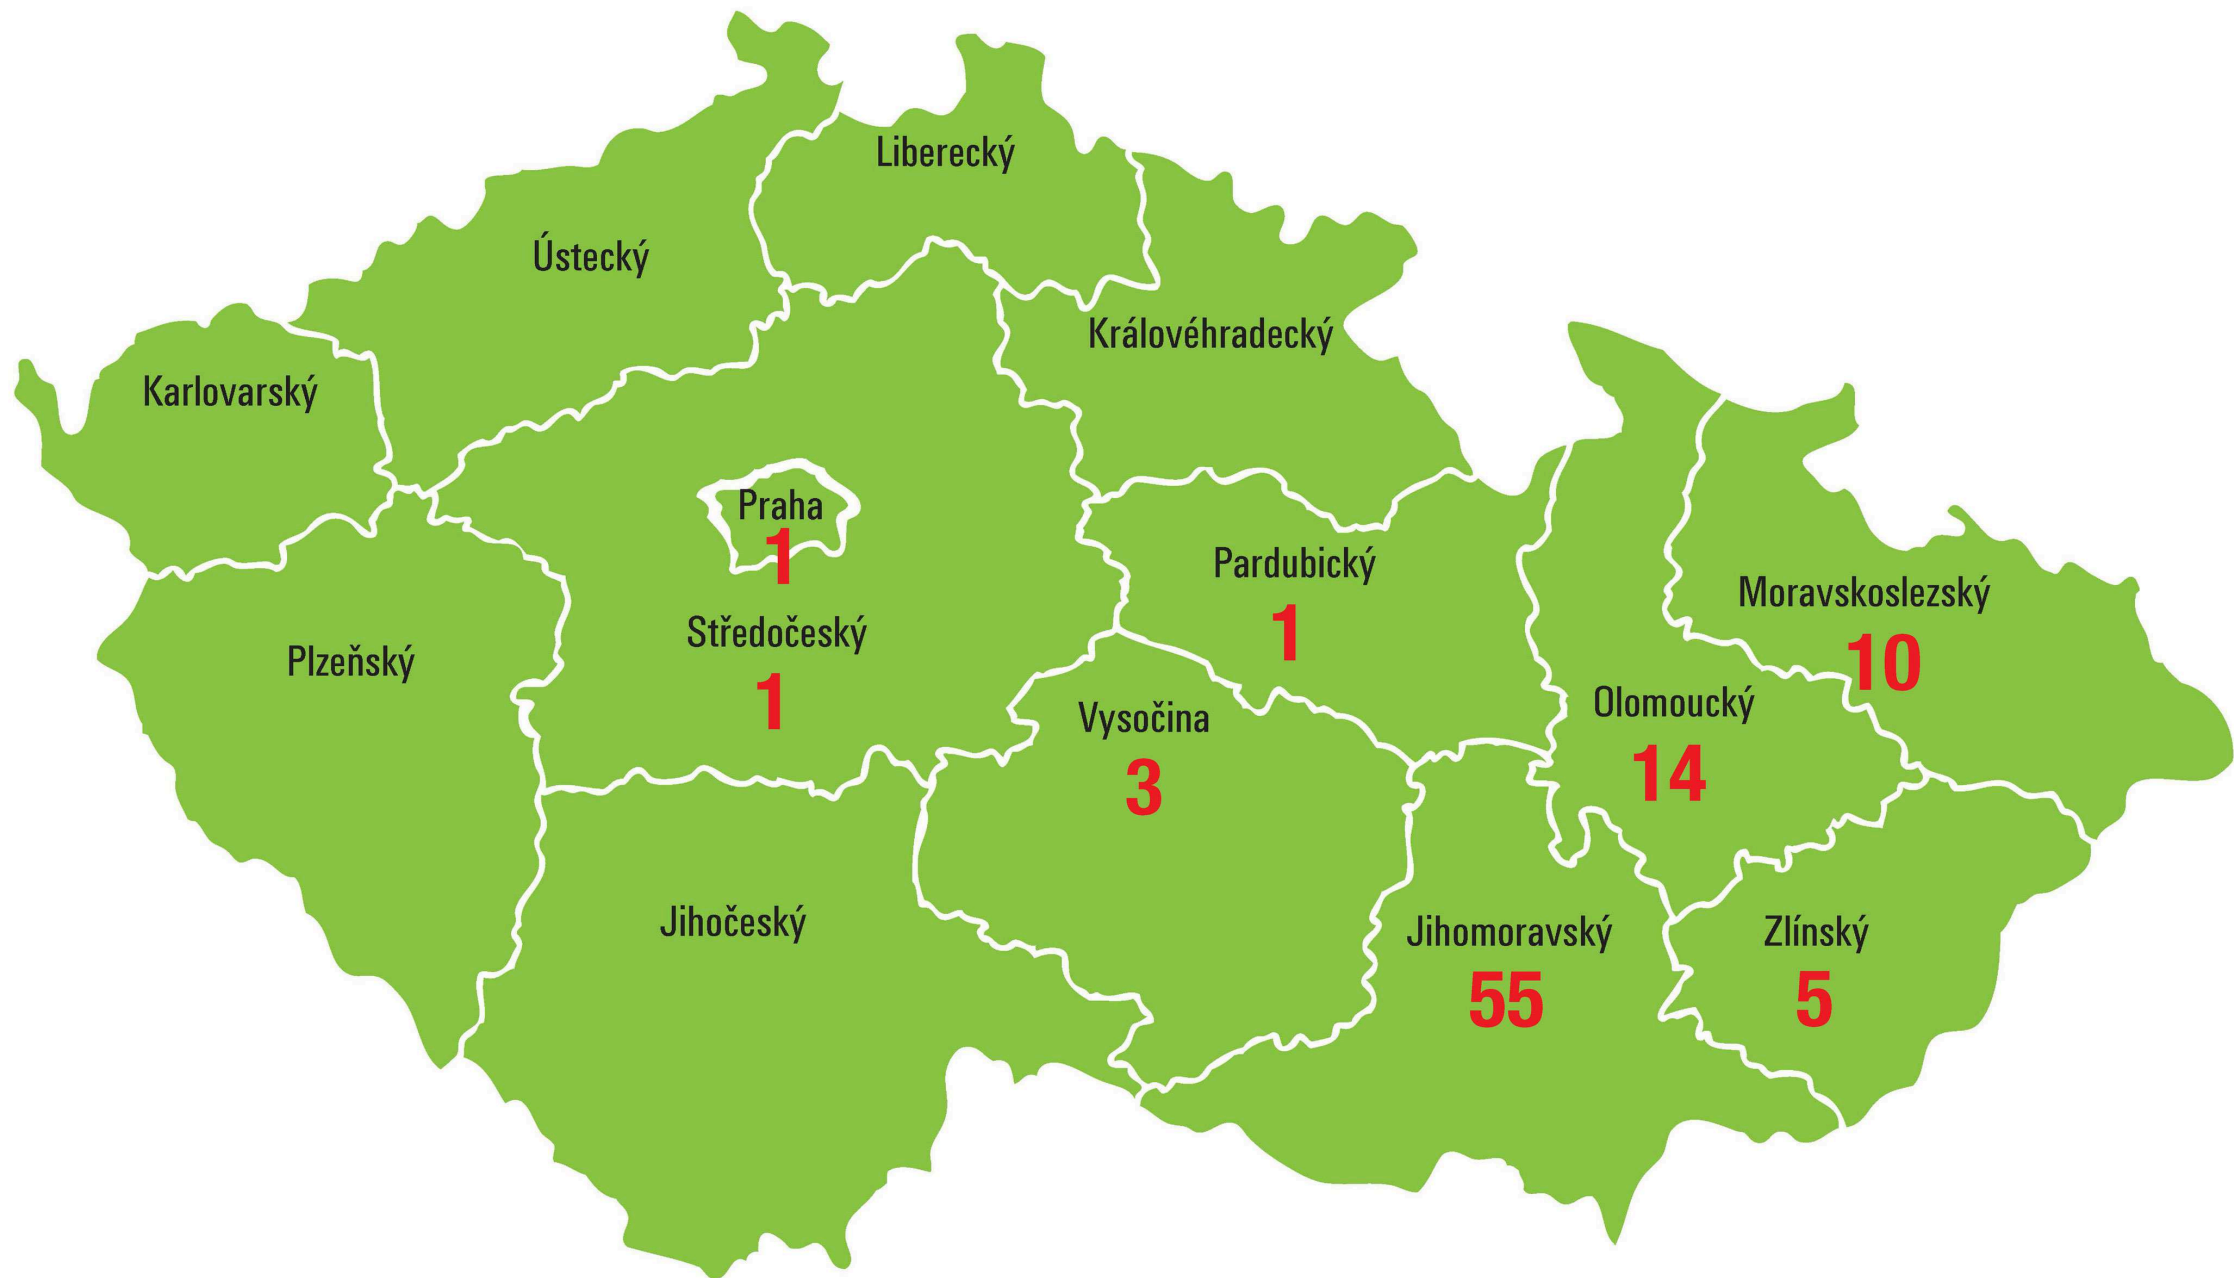 Liberecký
Ústecký
Královéhradecký
Karlovarský
Praha
1
Pardubický
1
Moravskoslezský
10
Středočeský
1
Plzeňský
Olomoucký
14
Vysočina
3
Jihočeský
Jihomoravský
55
Zlínský
5